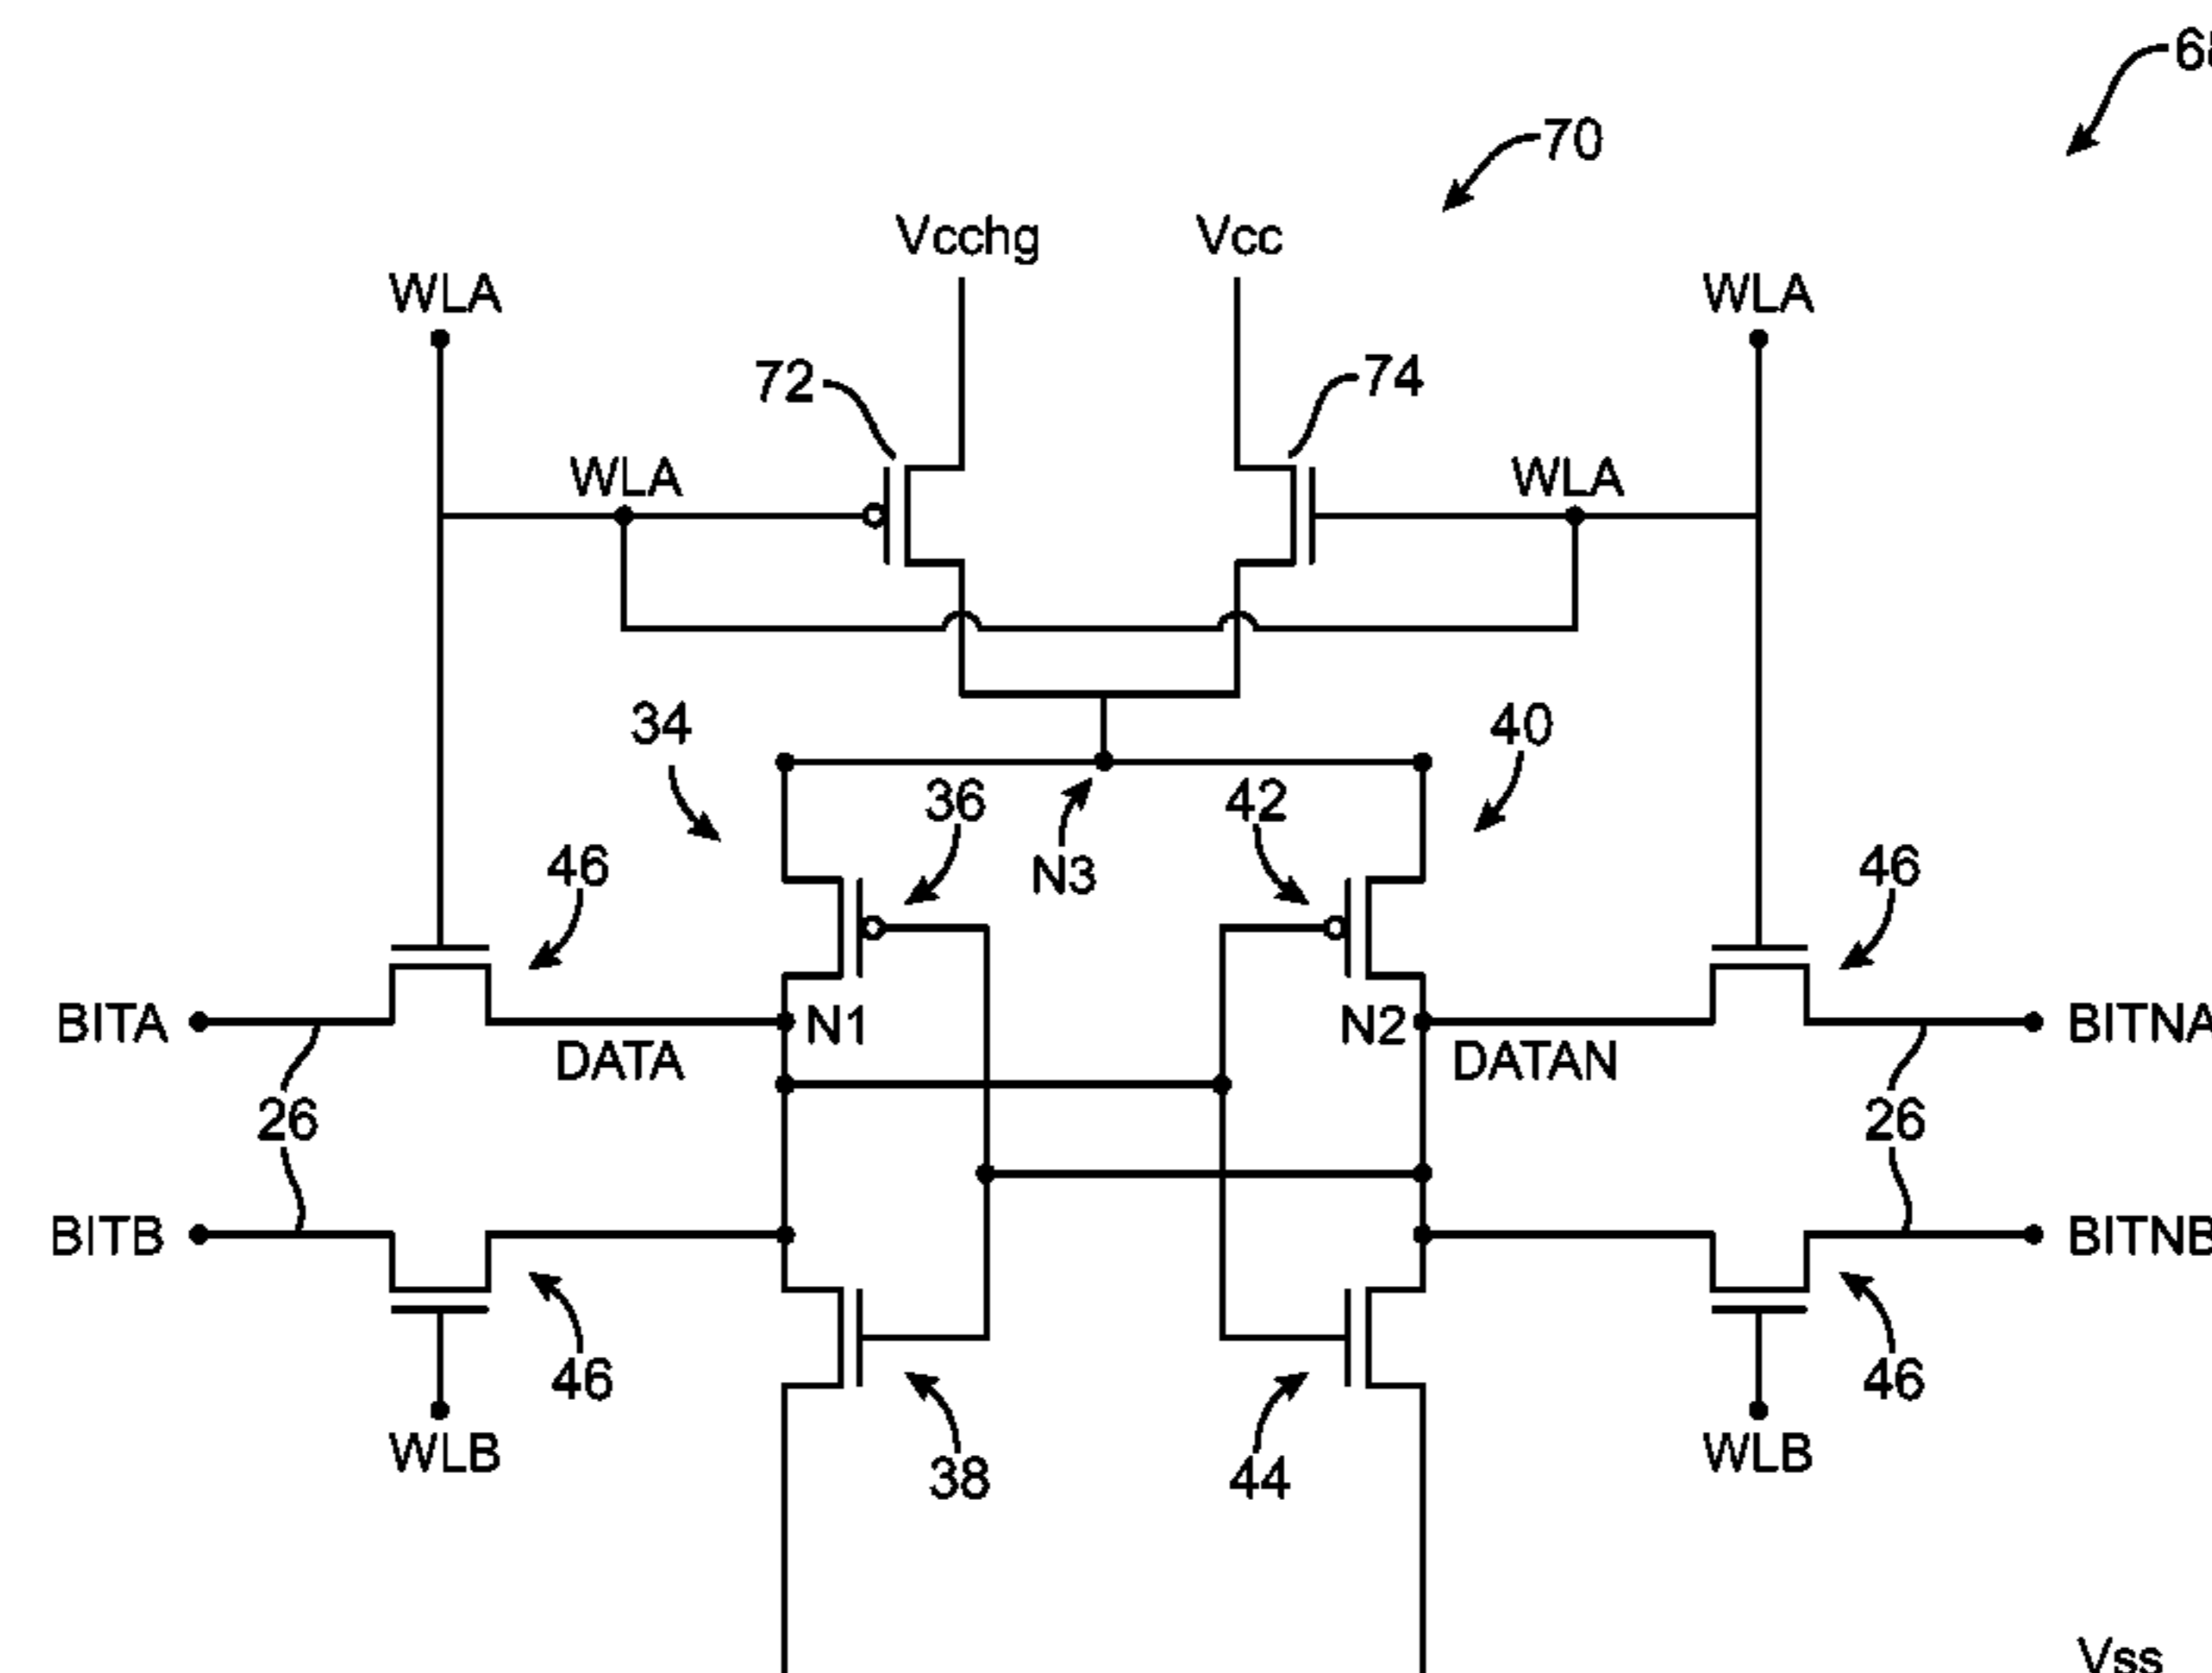 70
Vcchg
Vcc
WLA
WLA
72
74
WLA
WLA
34
40
36
42
N3
46
46
BITA
N1
N2
BITNA
DATA
DATAN
26
26
BITB
BITNB
46
46
WLB
WLB
38
44
Vss